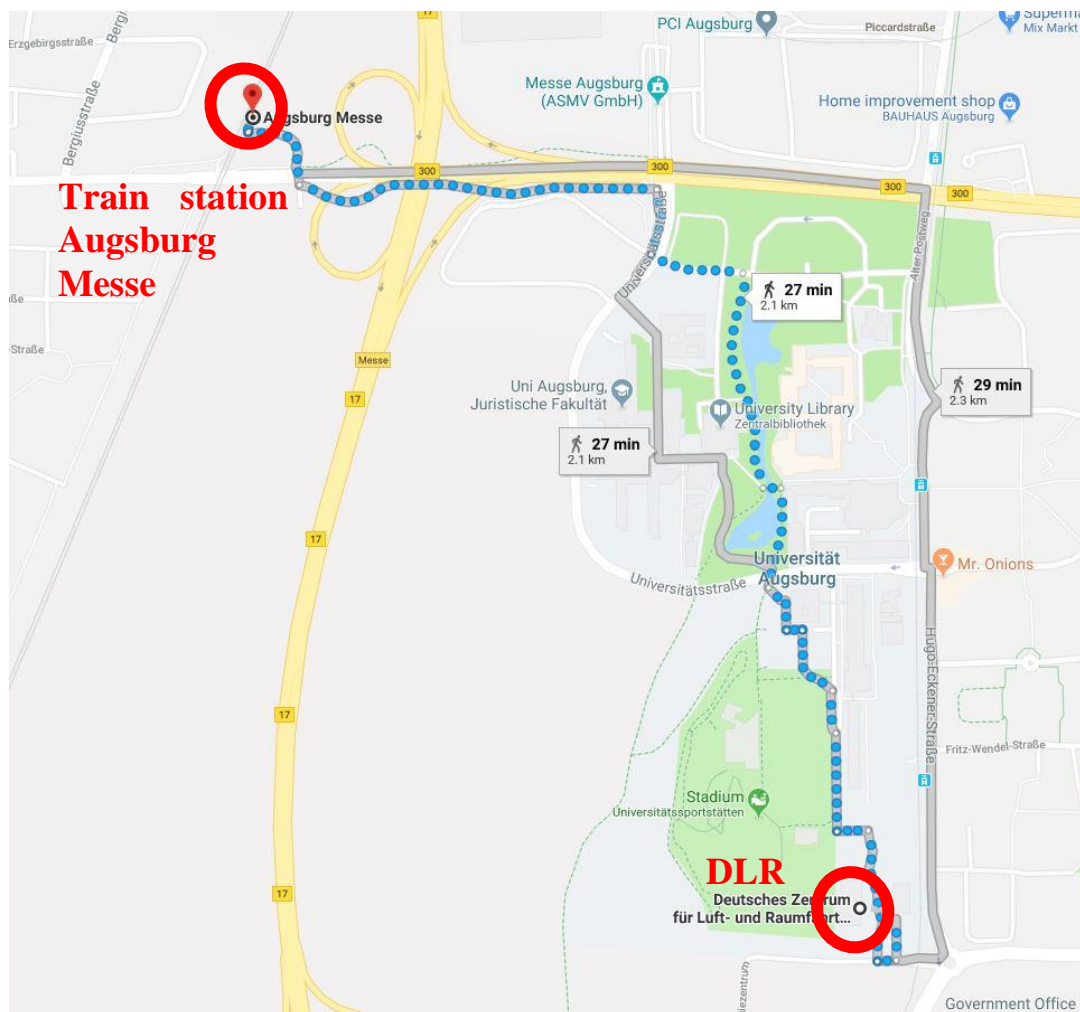 Erzgebirgsstraße
Bergiusstraße
Bergiusstraße
PCI Augsburg
Piccardstraße
Mix Markt
Messe Augsburg
(ASMV GmbH)
Home improvement shop
BAUHAUS Augsburg
Augsburg Messe
Train station
Augsburg
Messe
300
300
300
300
Universitätsstraße
Universitätsstraße
Alter Postweg
27 min
2.1 km
Messe
17
29 min
2.3 km
Uni Augsburg,
Juristische Fakultät
University Library
Zentralbibliothek
27 min
2.1 km
17
17
Universität
Augsburg
Mr. Onions
Universitätsstraße
Hugo-Eckener-Straße
17
Fritz-Wendel-Straße
Stadium
Universitätssportstätten
DLR
17
Deutsches Zentrum
für Luft- und Raumfahrt...
Government Office